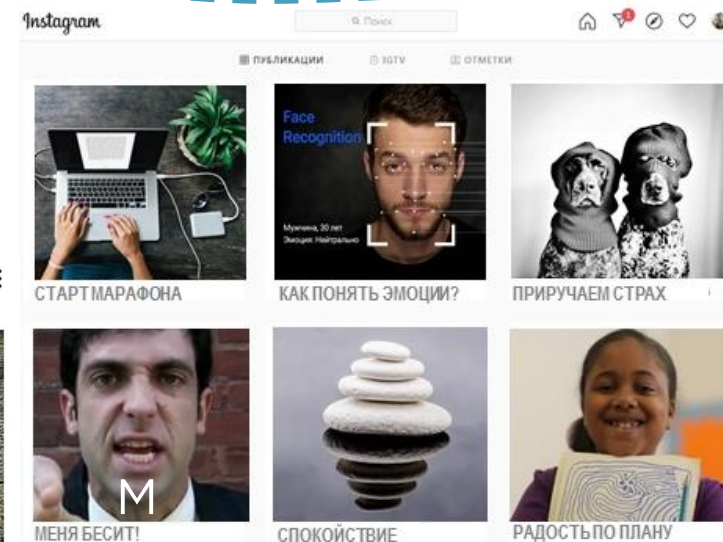 Instagram
Поиск
1
ПУБЛИКАЦИИ
IGTV
ОТМЕТКИ
Face
Recognition
Мужчина, 30 лет
Эмоция: Нейтрально
СТАРТ МАРАФОНА
КАК ПОНЯТЬ ЭМОЦИИ?
ПРИРУЧАЕМ СТРАХ
М
МЕНЯ БЕСИТ!
СПОКОЙСТВИЕ
РАДОСТЬ ПО ПЛАНУ